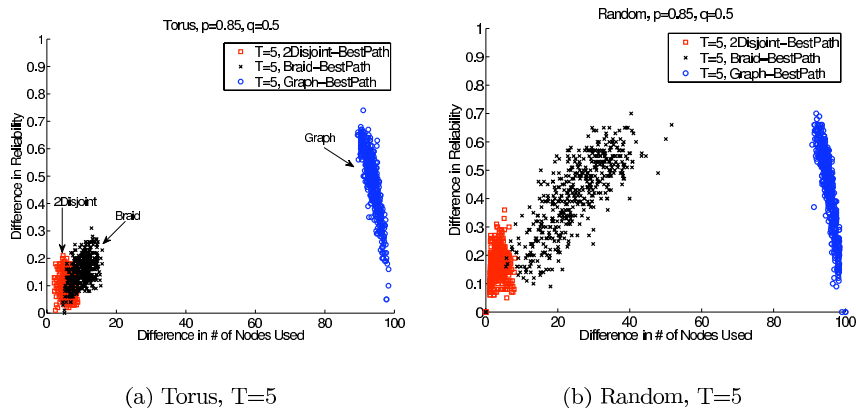 Torus, p=0.85, q=0.5
T=5, 2Disjoint-BestPath
T=5, Braid-BestPath
T=5, Graph-BestPath
1
0.9
0.8
0.7
0.6
0.5
0.4
0.3
0.2
0.1
0
Difference in Reliability
Graph
2Disjoint
Braid
0 20 40 60 80 100
Difference in # of Nodes Used
(a) Torus, T=5
Random, p=0.85, q=0.5
T=5, 2Disjoint-BestPath
T=5, Braid-BestPath
T=5, Graph-BestPath
1
0.9
0.8
0.7
0.6
0.5
0.4
0.3
0.2
0.1
0
Difference in Reliability
0 20 40 60 80 100
Difference in # of Nodes Used
(b) Random, T=5